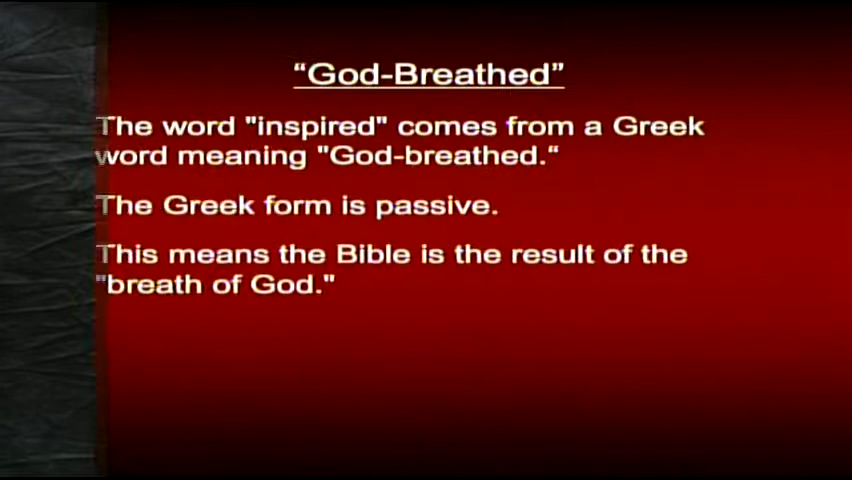 “God-Breathed”
The word "inspired" comes from a Greek
word meaning "God-breathed.“
The Greek form is passive.
This means the Bible is the result of the
"breath of God."